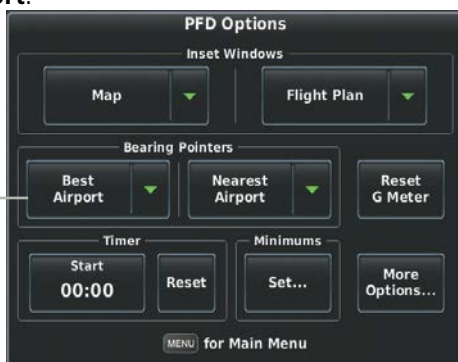 ort.
PFD Options
Inset Windows
Map
Flight Plan
Bearing Pointers
Best
Airport
Nearest
Airport
Reset
G Meter
Timer
Minimums
Start
00:00
Reset
Set...
More
Options...
MENU for Main Menu